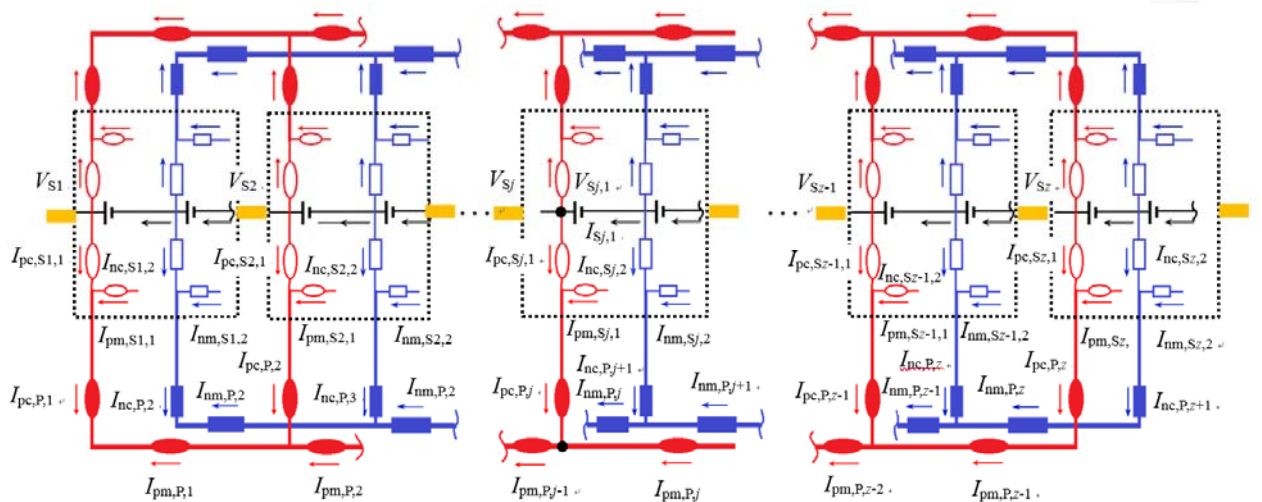 V_S1
V_S2
V_Sj
V_Sj,1
V_Sz-1
V_Sz
I_Sj,1
I_pc,S1,1
I_nc,S1,2
I_pc,S2,1
I_nc,S2,2
I_pc,Sj,1
I_nc,Sj,2
I_pc,Sz-1,1
I_nc,Sz-1,2
I_pc,Sz,1
I_nc,Sz,2
I_pm,S1,1
I_nm,S1,2
I_pm,S2,1
I_nm,S2,2
I_pm,Sj,1
I_nm,Sj,2
I_pm,Sz-1,1
I_nm,Sz-1,2
I_pm,Sz,
I_nm,Sz,2
I_pc,P,2
I_nc,P,j+1
I_nc,P,z
I_pc,P,z
I_pc,P,1
I_nc,P,2
I_nm,P,2
I_nc,P,3
I_nm,P,2
I_pc,P,j
I_nm,P,j
I_nm,P,j+1
I_pc,P,z-1
I_nm,P,z-1
I_nm,P,z
I_nc,P,z+1
I_pm,P,1
I_pm,P,2
I_pm,P,j-1
I_pm,P,j
I_pm,P,z-2
I_pm,P,z-1